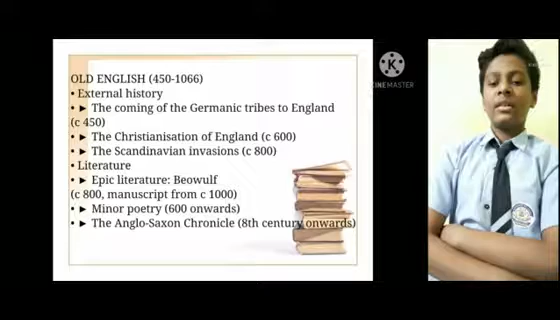 OLD ENGLISH (450-1066)
• External history
• ► The coming of the Germanic tribes to England
(c 450)
• ► The Christianisation of England (c 600)
• ► The Scandinavian invasions (c 800)
• Literature
• ► Epic literature: Beowulf
(c 800, manuscript from c 1000)
• ► Minor poetry (600 onwards)
• ► The Anglo-Saxon Chronicle (8th century onwards)
K
KINEMASTER